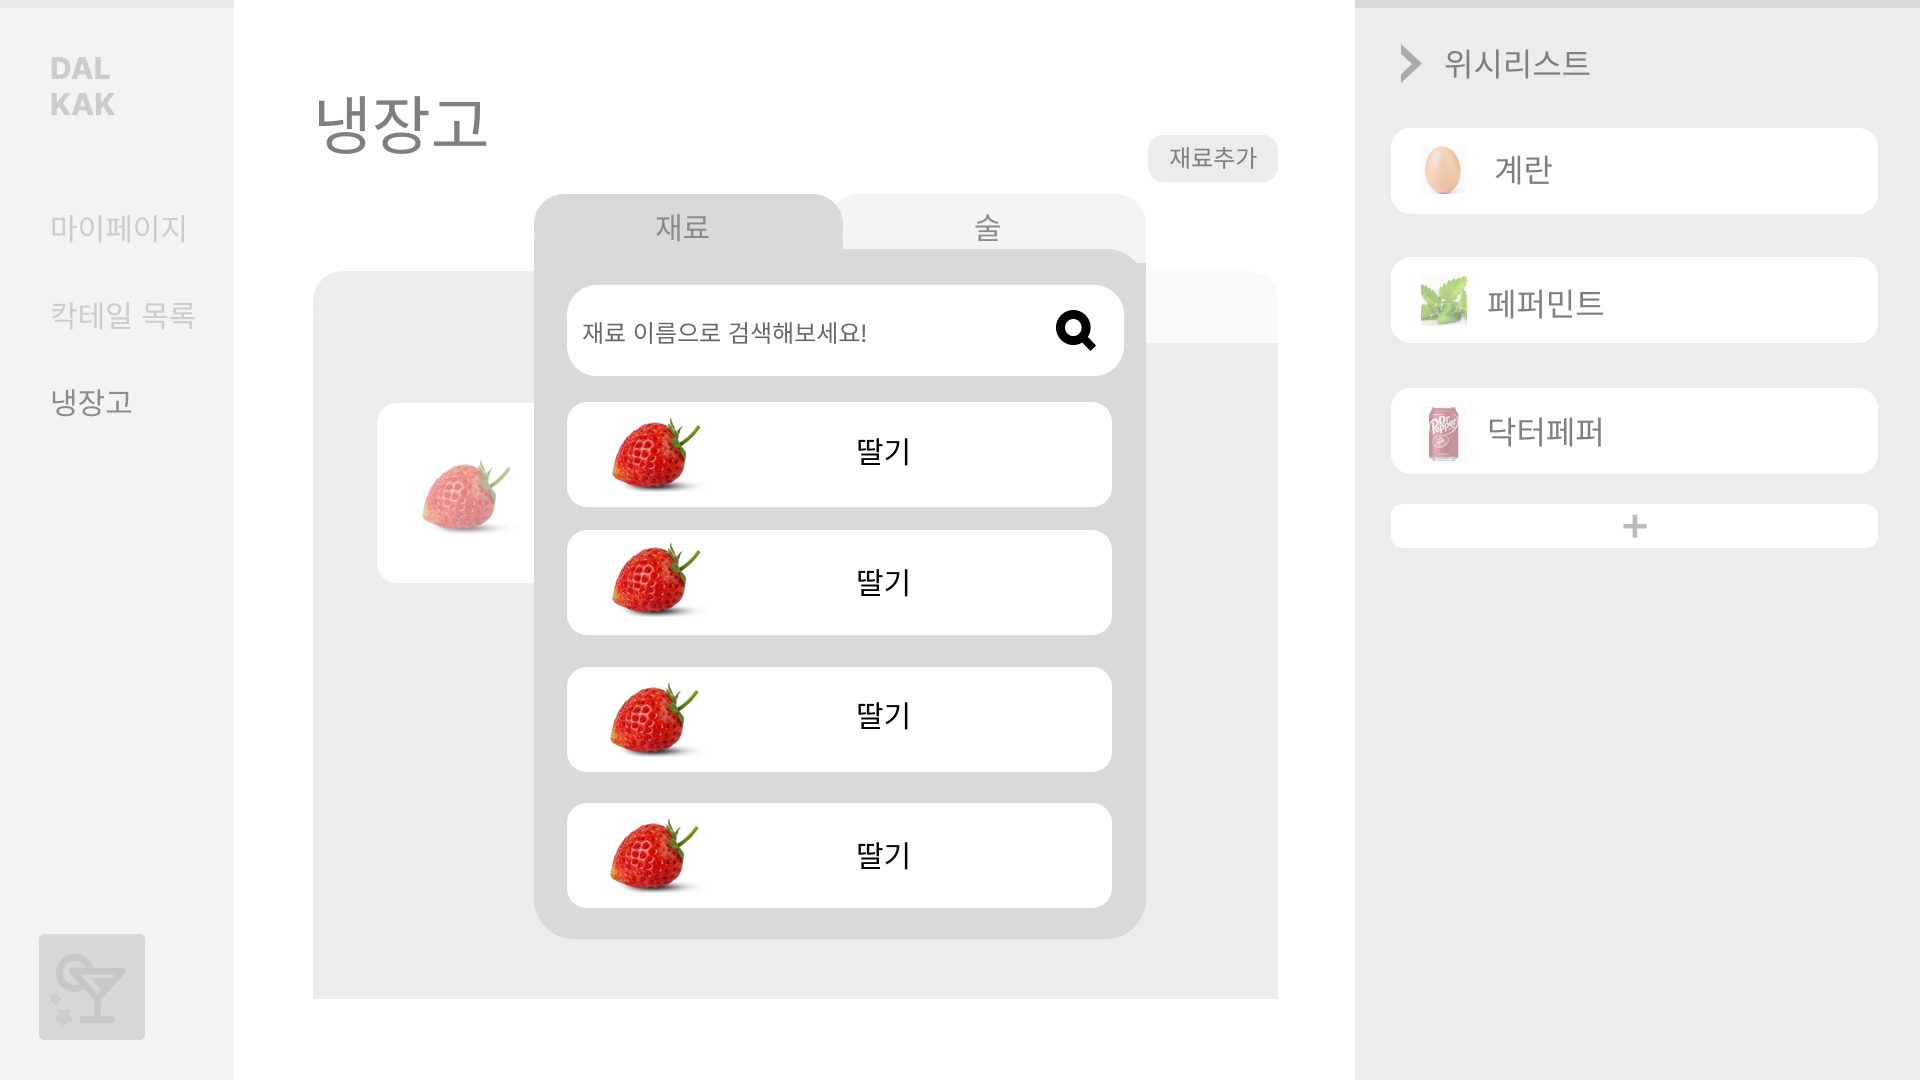 DAL
KAK
마이페이지
칵테일 목록
냉장고
냉장고
재료추가
재료
술
재료 이름으로 검색해보세요!
딸기
딸기
딸기
딸기
위시리스트
계란
페퍼민트
Dr
Pepper
닥터페퍼
+